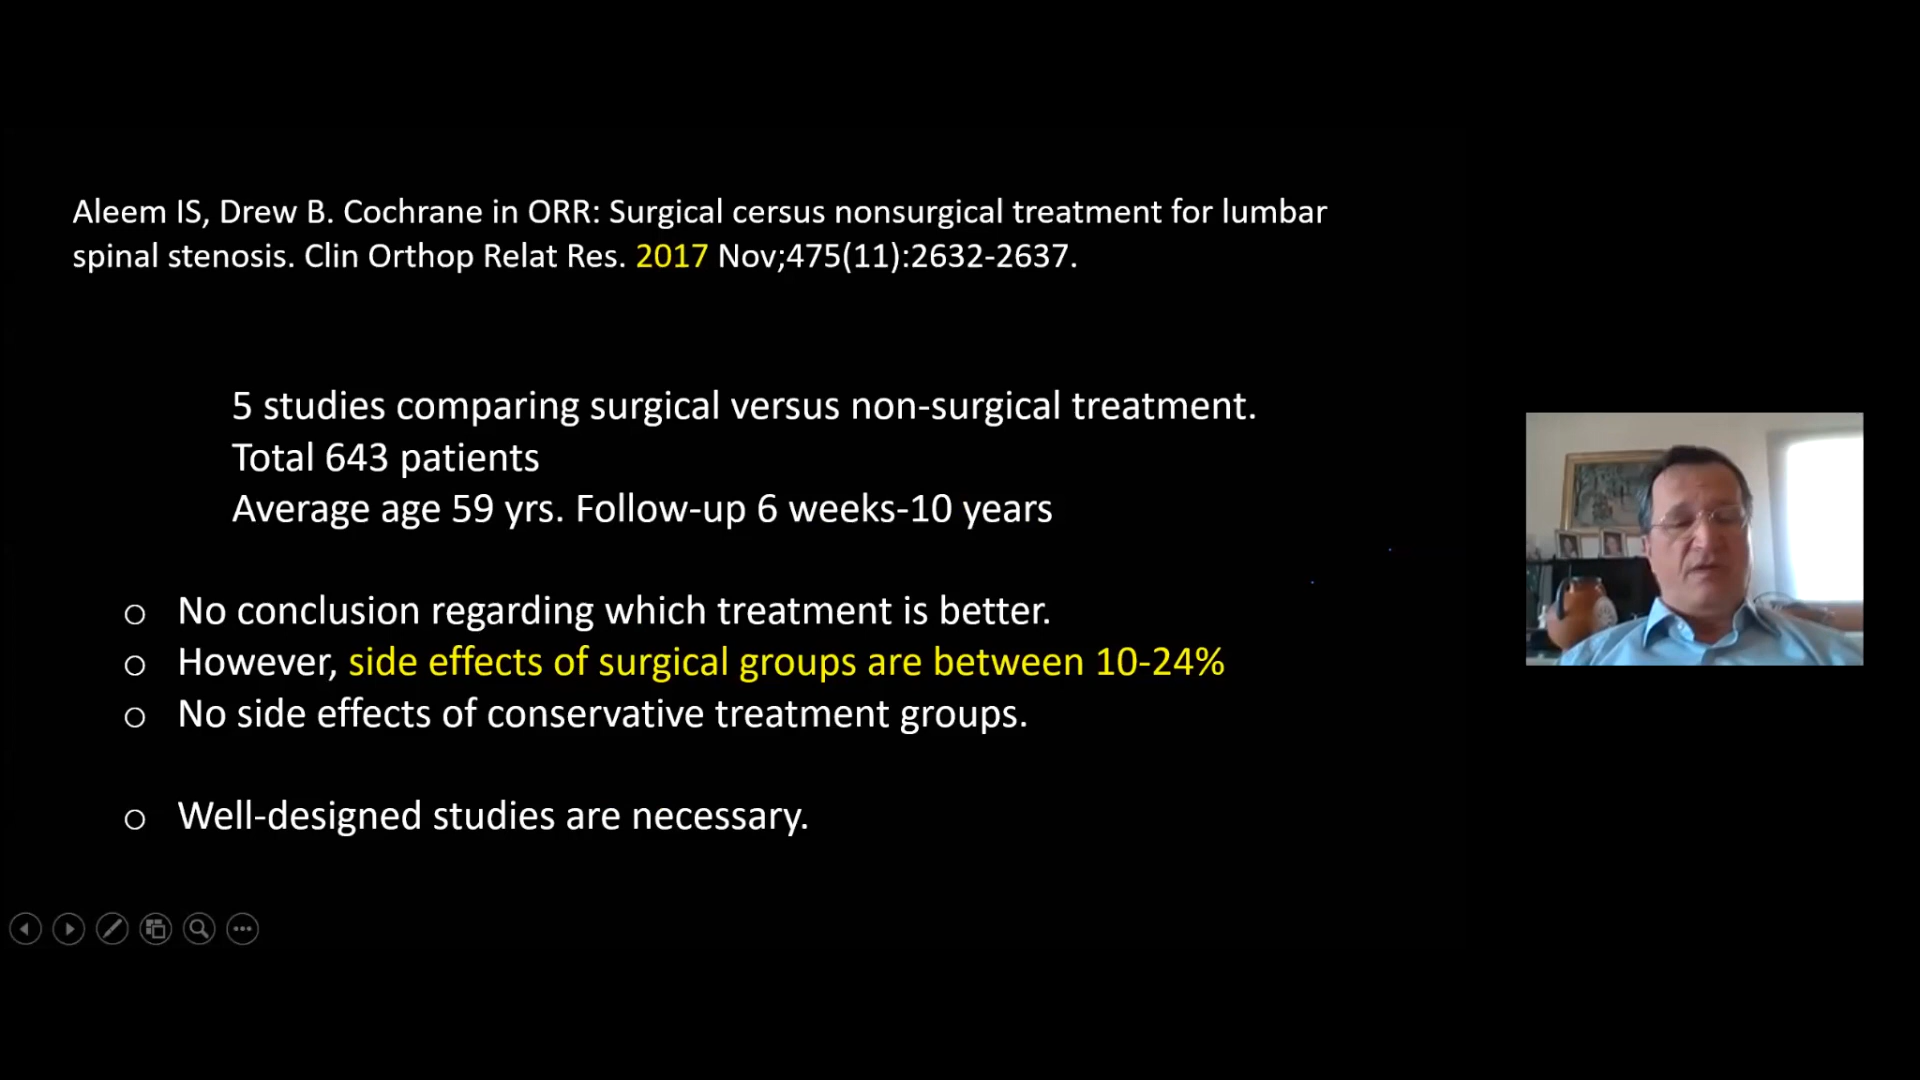 Aleem IS, Drew B. Cochrane in ORR: Surgical cersus nonsurgical treatment for lumbar
spinal stenosis. Clin Orthop Relat Res. 2017 Nov;475(11):2632-2637.
5 studies comparing surgical versus non-surgical treatment.
Total 643 patients
Average age 59 yrs. Follow-up 6 weeks-10 years
o No conclusion regarding which treatment is better.
o However, side effects of surgical groups are between 10-24%
o No side effects of conservative treatment groups.
o Well-designed studies are necessary.